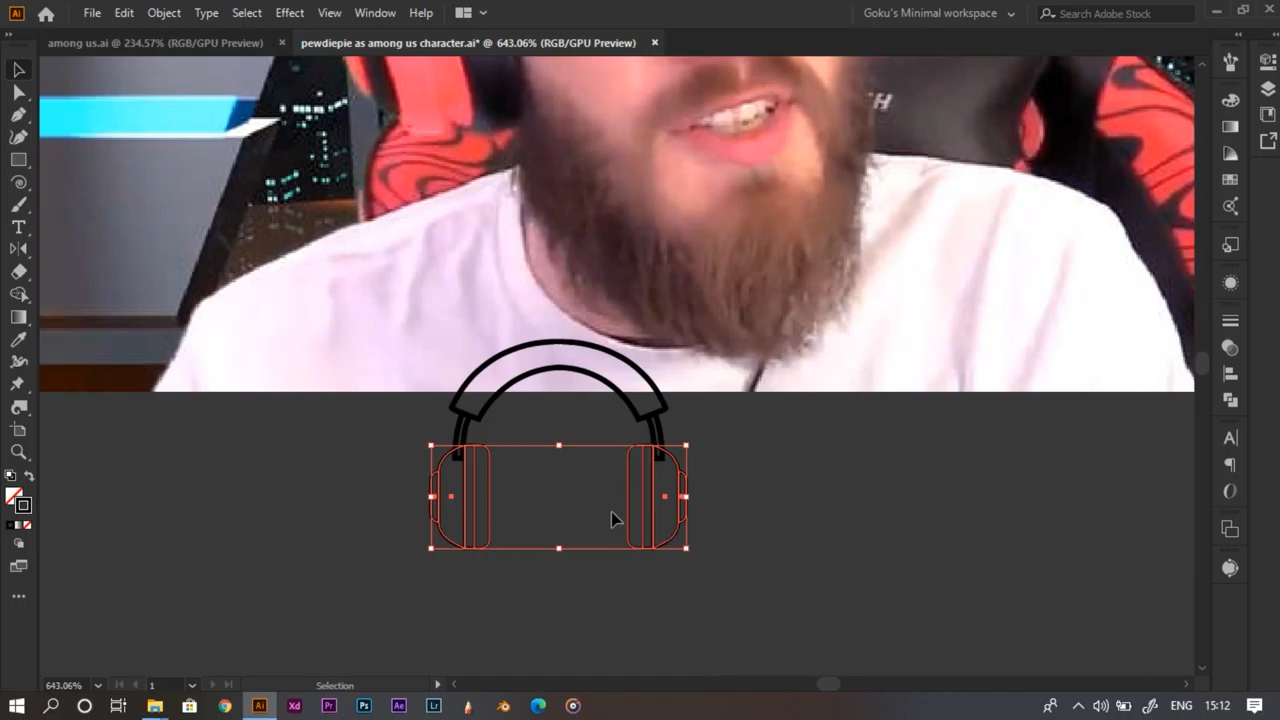 Ai File Edit Object Type Select Effect View Window Help Goku's Minimal workspace Search Adobe Stock
among us.ai @ 234.57% (RGB/GPU Preview) pewdiepie as among us character.ai* @ 643.06% (RGB/GPU Preview)
CH
643.06% 1 Selection
Ai Xd Pr Ps Ae Lr ENG 15:12